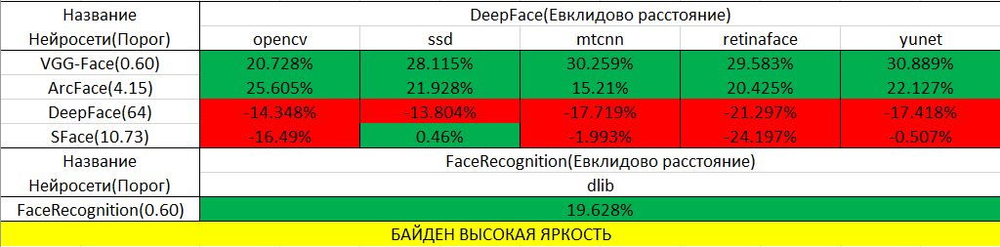 Название Нейросети(Порог) DeepFace(Евклидово расстояние)
opencv ssd mtcnn retinaface yunet
VGG-Face(0.60) 20.728% 28.115% 30.259% 29.583% 30.889%
ArcFace(4.15) 25.605% 21.928% 15.21% 20.425% 22.127%
DeepFace(64) -14.348% -13.804% -17.719% -21.297% -17.418%
SFace(10.73) -16.49% 0.46% -1.993% -24.197% -0.507%
Название Нейросети(Порог) FaceRecognition(Евклидово расстояние)
dlib
FaceRecognition(0.60) 19.628%
БАЙДЕН ВЫСОКАЯ ЯРКОСТЬ